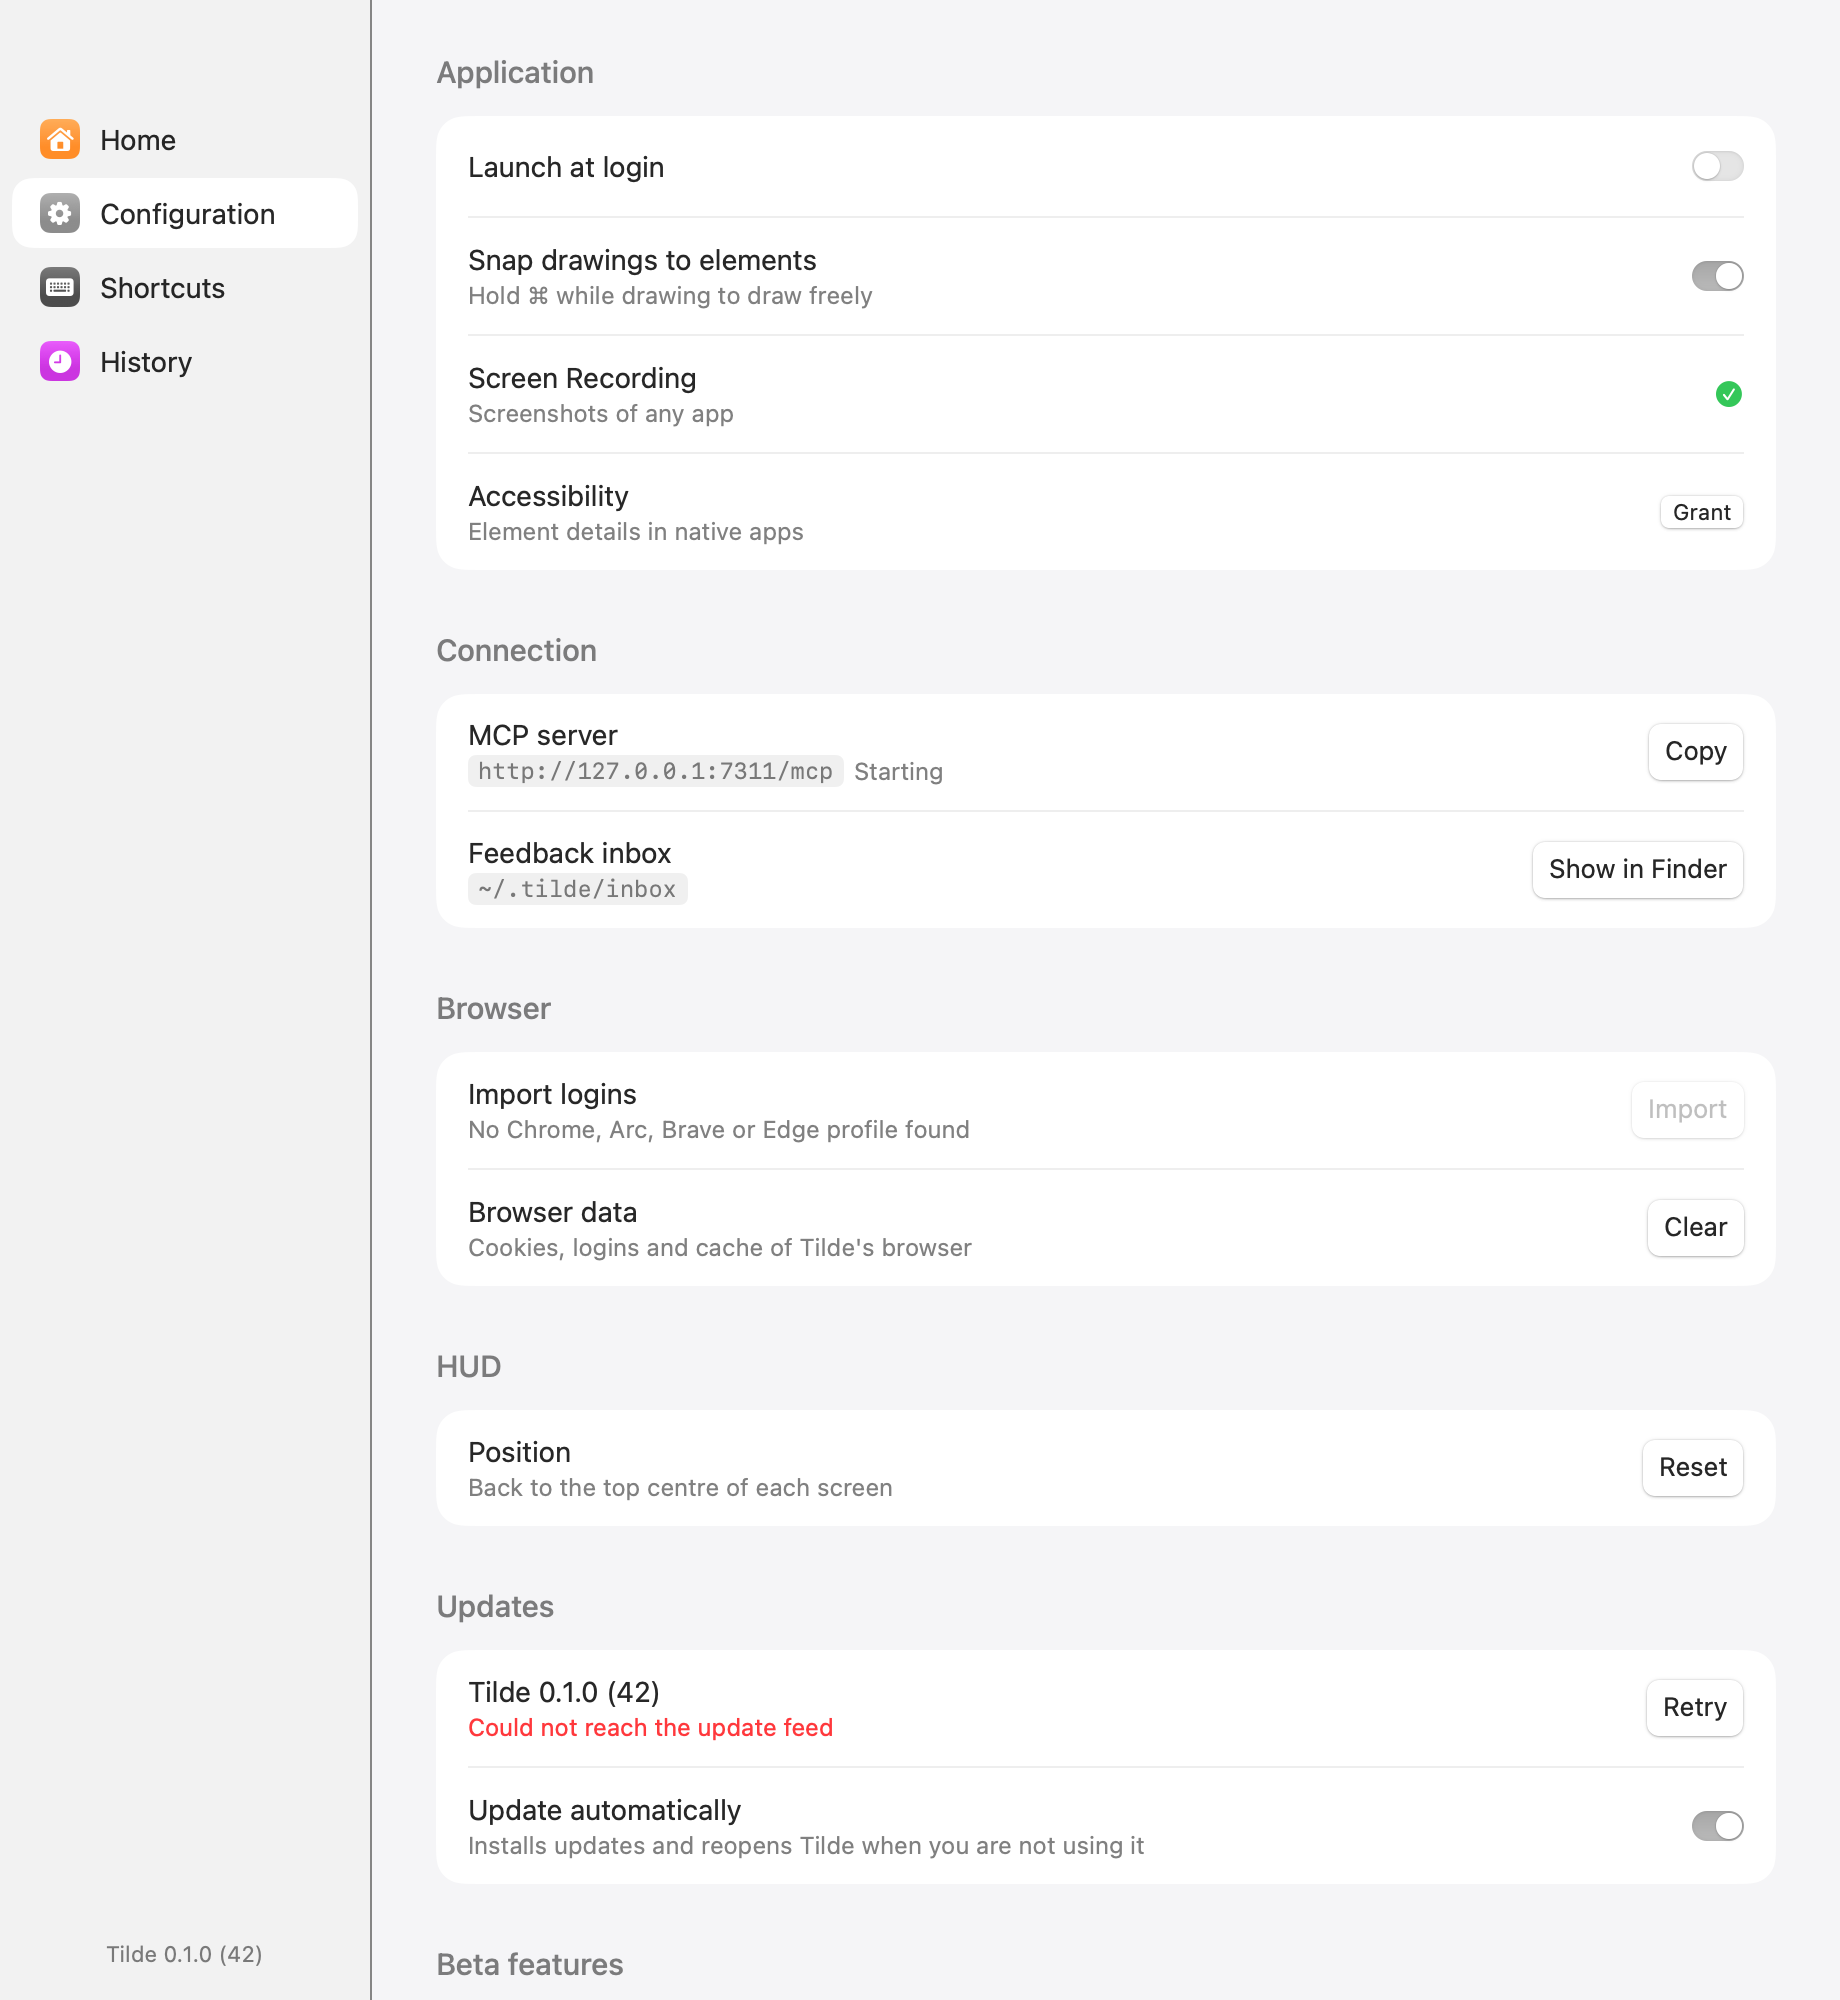 Home
Configuration
Shortcuts
History
Tilde 0.1.0 (42)
Application
Launch at login
Snap drawings to elements
Hold ⌘ while drawing to draw freely
Screen Recording
Screenshots of any app
Accessibility
Element details in native apps
Grant
Connection
MCP server
http://127.0.0.1:7311/mcp Starting
Copy
Feedback inbox
~/.tilde/inbox
Show in Finder
Browser
Import logins
No Chrome, Arc, Brave or Edge profile found
Import
Browser data
Cookies, logins and cache of Tilde's browser
Clear
HUD
Position
Back to the top centre of each screen
Reset
Updates
Tilde 0.1.0 (42)
Could not reach the update feed
Retry
Update automatically
Installs updates and reopens Tilde when you are not using it
Beta features